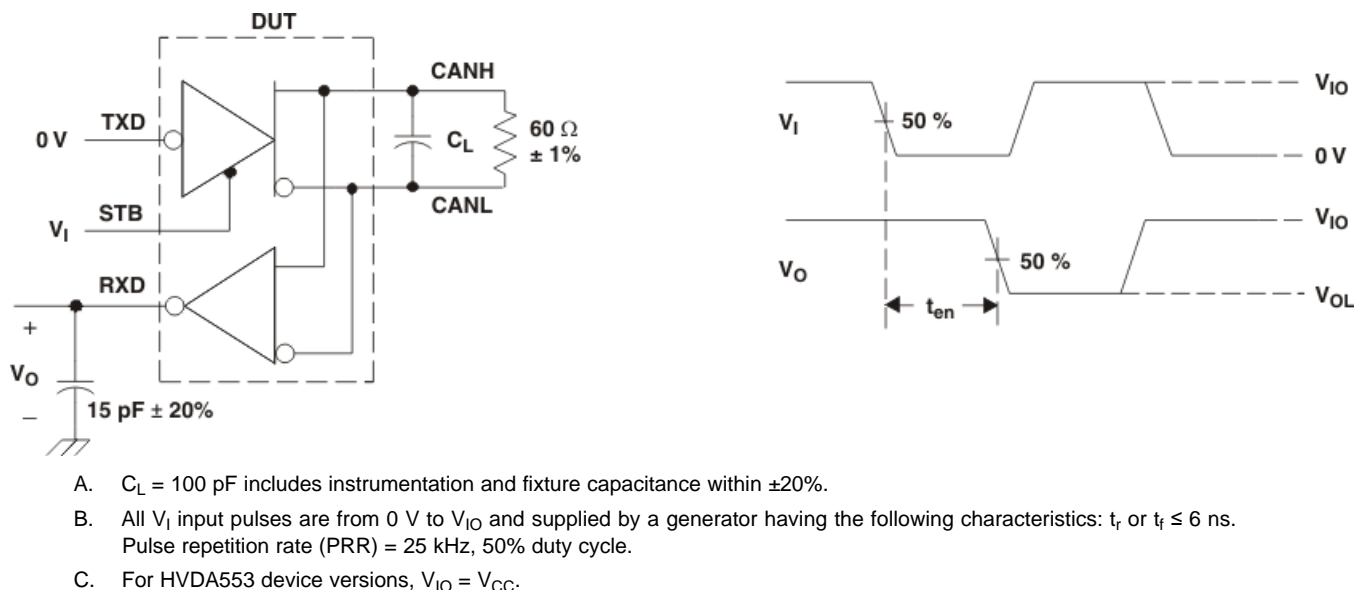 DUT
CANH
TXD
0 V
C_L
60 Ω
± 1%
STB
V_I
CANL
RXD
+
V_O
–
15 pF ± 20%
V_I
50 %
V_IO
0 V
V_IO
V_O
50 %
t_en
V_OL
A. C_L = 100 pF includes instrumentation and fixture capacitance within ±20%.
B. All V_I input pulses are from 0 V to V_IO and supplied by a generator having the following characteristics: t_r or t_f ≤ 6 ns.
Pulse repetition rate (PRR) = 25 kHz, 50% duty cycle.
C. For HVDA553 device versions, V_IO = V_CC.